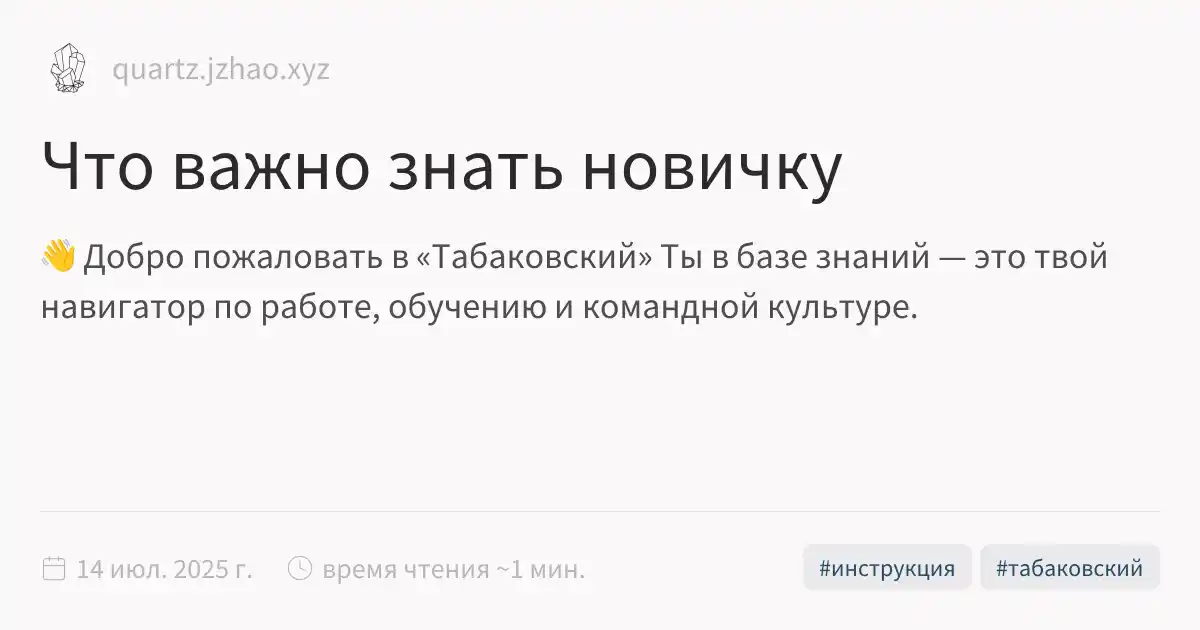 quartz.jzhao.xyz
Что важно знать новичку
👋 Добро пожаловать в «Табаковский» Ты в базе знаний — это твой
навигатор по работе, обучению и командной культуре.
14 июл. 2025 г. время чтения ~1 мин. #инструкция #табаковский